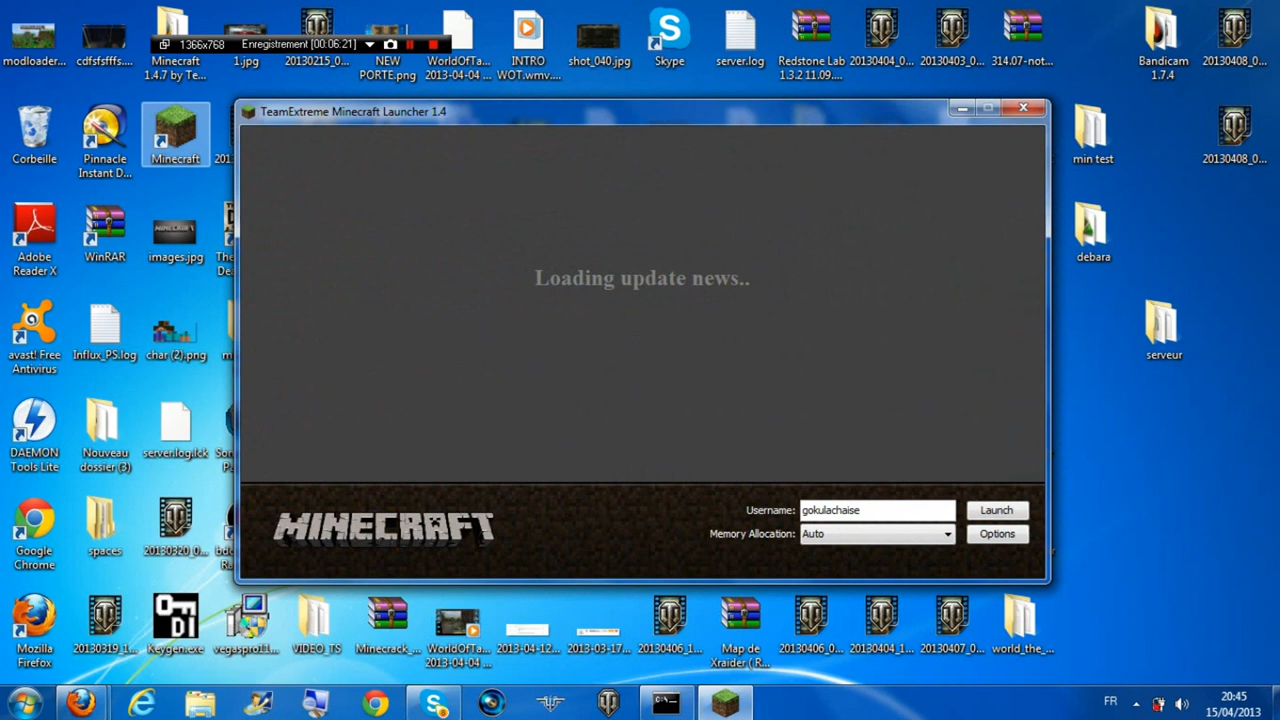 1366x768 Enregistrement [00:06:21]
modloader...
cdfsfsfffs....
Minecraft
1.4.7 by Te...
1.jpg
20130215_0...
NEW
PORTE.png
WorldOfTa...
2013-04-04 ...
INTRO
WOT.wmv....
shot_040.jpg
Skype
server.log
Redstone Lab
1.3.2 11.09....
20130404_0...
20130403_0...
314.07-not...
Bandicam
1.7.4
20130408_0...
TeamExtreme Minecraft Launcher 1.4
Corbeille
Pinnacle
Instant D...
Minecraft
min test
20130408_0...
Adobe
Reader X
WinRAR
MINECRAFT
images.jpg
debara
Loading update news..
avast! Free
Antivirus
Influx_PS.log
char (2).png
serveur
DAEMON
Tools Lite
Nouveau
dossier (3)
server.log.lck
MINECRAFT
Username: gokulachaise Launch
Memory Allocation: Auto Options
Google
Chrome
spaces
20130320_0...
Mozilla
Firefox
20130319_1...
Keygen.exe
vegaspro11...
VIDEO_TS
Minecrack_...
WorldOfTa...
2013-04-04 ...
2013-04-12...
2013-03-17...
20130406_1...
Map de
Xraider ( R...
20130406_0...
20130404_1...
20130407_0...
world_the_...
FR
20:45
15/04/2013